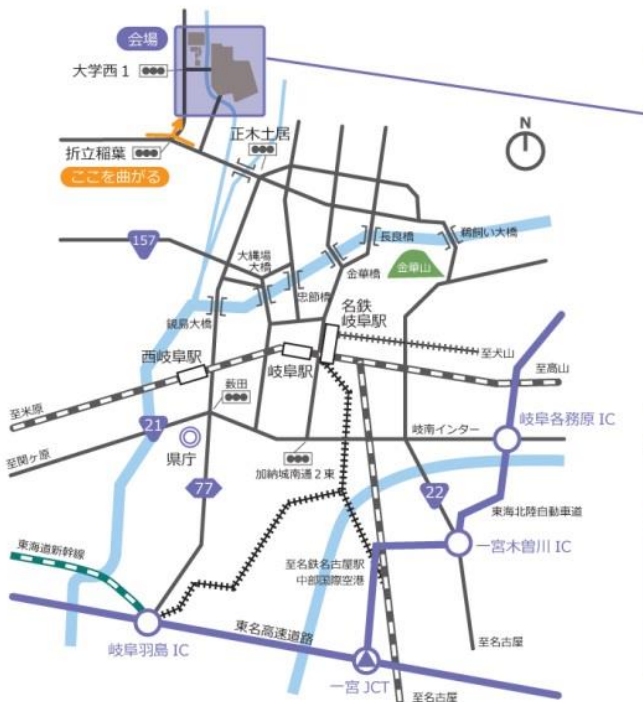 会場
大学西1
正木土居
N
折立稲葉
ここを曲がる
157
大縄場
大橋
長良橋
鵜飼い大橋
金華橋
金華山
忠節橋
鏡島大橋
名鉄
岐阜駅
至犬山
西岐阜駅
岐阜駅
至高山
薮田
至米原
21
岐阜各務原 IC
岐南インター
県庁
至関ヶ原
加納城南通2東
77
22
東海北陸自動車道
東海道新幹線
至名鉄名古屋駅
中部国際空港
一宮木曽川 IC
東名高速道路
岐阜羽島 IC
至名古屋
一宮 JCT
至名古屋